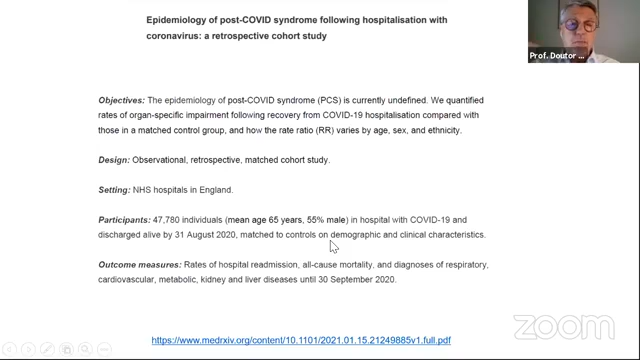 Epidemiology of post-COVID syndrome following hospitalisation with
coronavirus: a retrospective cohort study
Prof. Doutor ...
Objectives: The epidemiology of post-COVID syndrome (PCS) is currently undefined. We quantified
rates of organ-specific impairment following recovery from COVID-19 hospitalisation compared with
those in a matched control group, and how the rate ratio (RR) varies by age, sex, and ethnicity.
Design: Observational, retrospective, matched cohort study.
Setting: NHS hospitals in England.
Participants: 47,780 individuals (mean age 65 years, 55% male) in hospital with COVID-19 and
discharged alive by 31 August 2020, matched to controls on demographic and clinical characteristics.
Outcome measures: Rates of hospital readmission, all-cause mortality, and diagnoses of respiratory,
cardiovascular, metabolic, kidney and liver diseases until 30 September 2020.
zoom
https://www.medrxiv.org/content/10.1101/2021.01.15.21249885v1.full.pdf